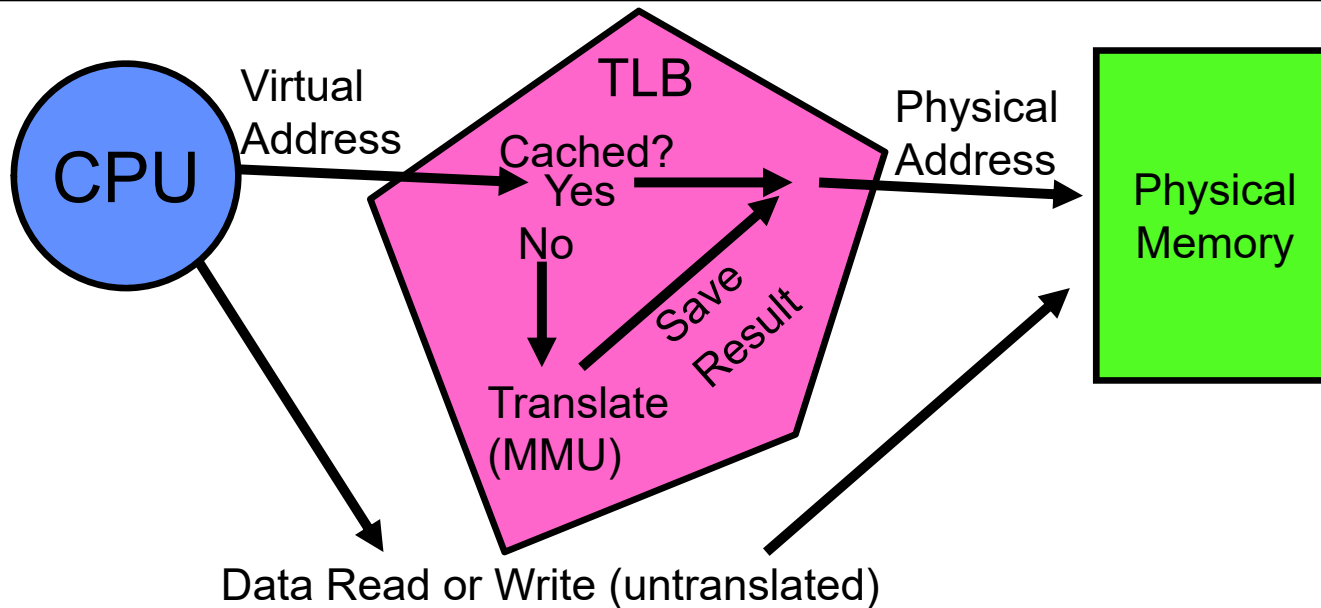 CPU
Virtual
Address
TLB
Cached?
Yes
No
Save
Result
Translate
(MMU)
Physical
Address
Physical
Memory
Data Read or Write (untranslated)